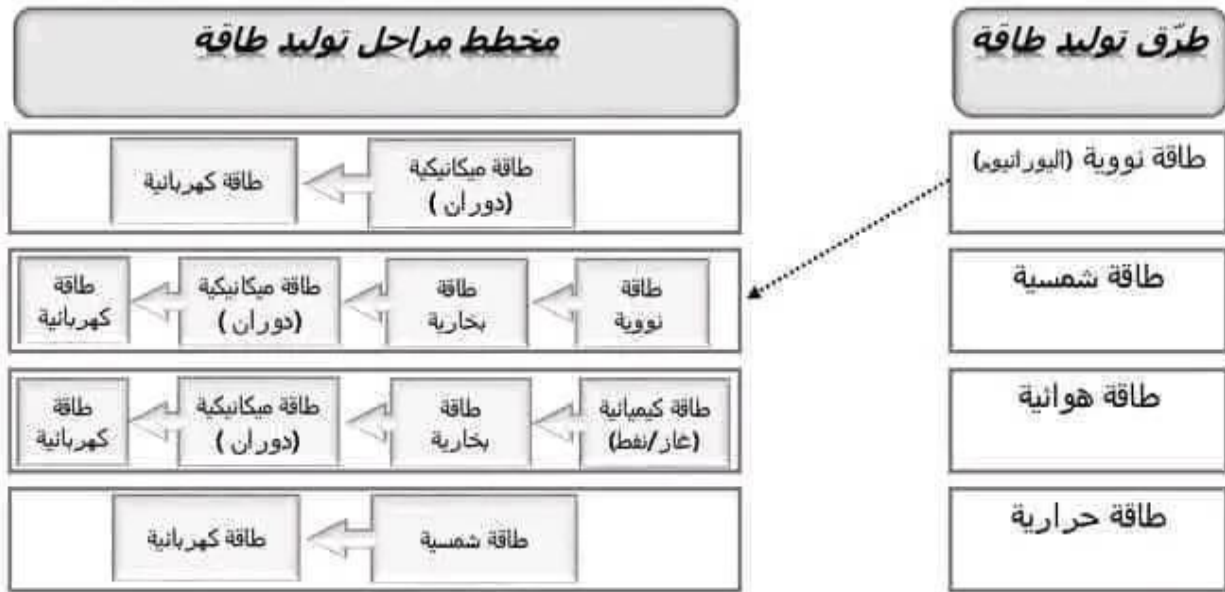 طرّق توليد طاقة
مخطط مراحل توليد طاقة
طاقة نووية (اليورانيوم)
طاقة ميكانيكية
(دوران)
طاقة كهربائية
طاقة شمسية
طاقة
نووية
طاقة
بخارية
طاقة ميكانيكية
(دوران)
طاقة
كهربائية
طاقة هوائية
طاقة كيميائية
(غاز/نفط)
طاقة
بخارية
طاقة ميكانيكية
(دوران)
طاقة
كهربائية
طاقة حرارية
طاقة شمسية
طاقة كهربائية